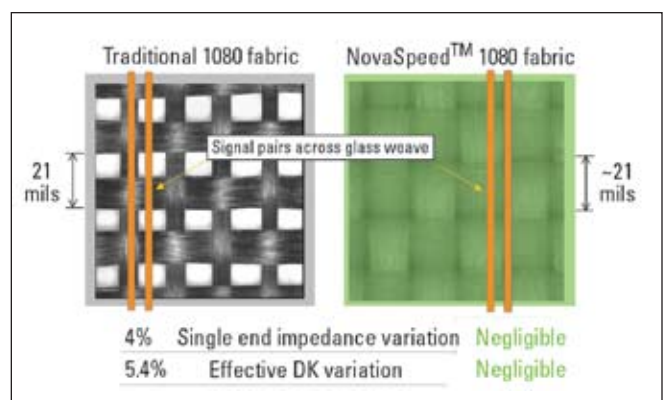 Traditional 1080 fabric
NovaSpeed™ 1080 fabric
Signal pairs across glass weave
21
mils
~21
mils
4% Single end impedance variation Negligible
5.4% Effective DK variation Negligible